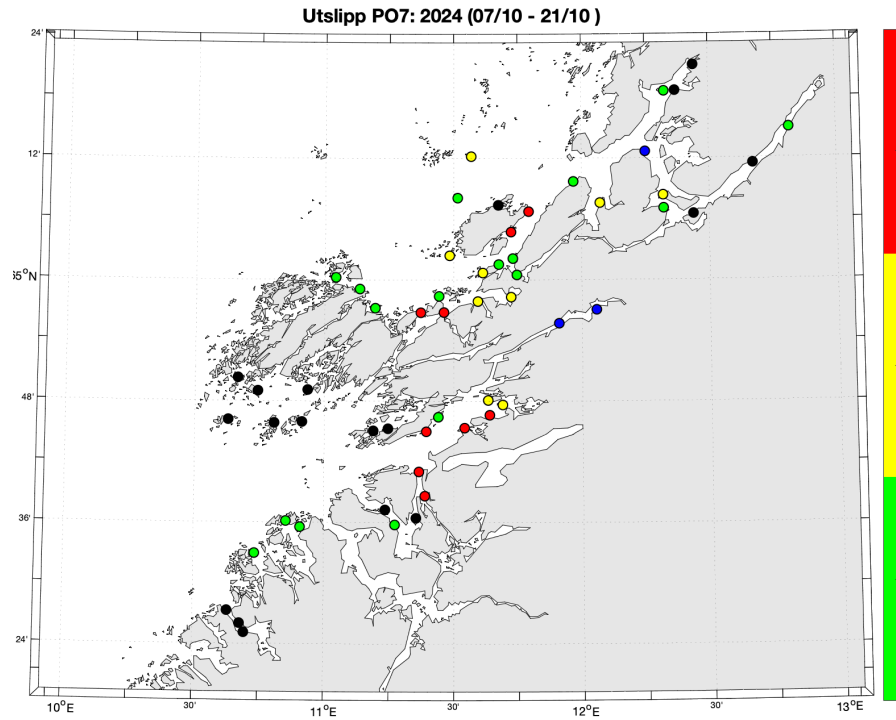 Utslipp PO7: 2024 (07/10 - 21/10 )
24'
12'
65°N
48'
36'
24'
10°E
30'
11°E
30'
12°E
30'
13°E